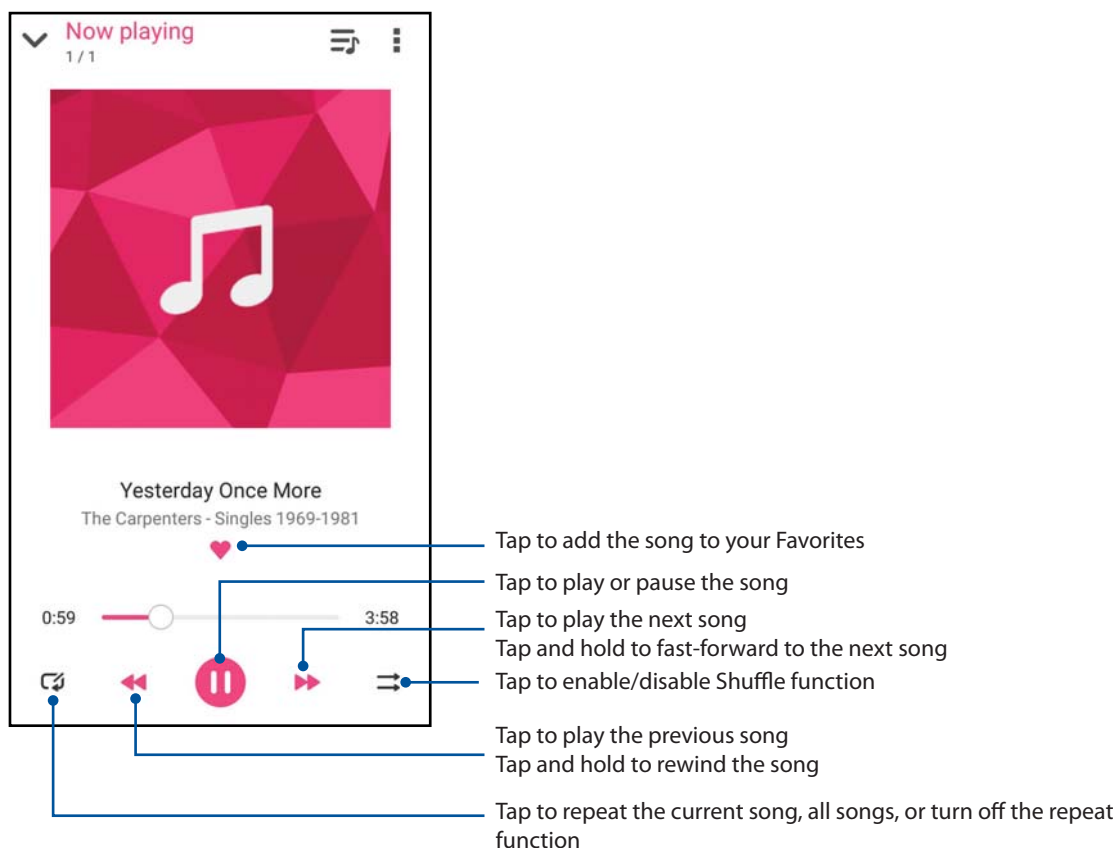 Now playing
1 / 1
Yesterday Once More
The Carpenters - Singles 1969-1981
Tap to add the song to your Favorites
Tap to play or pause the song
0:59
3:58
Tap to play the next song
Tap and hold to fast-forward to the next song
Tap to enable/disable Shuffle function
Tap to play the previous song
Tap and hold to rewind the song
Tap to repeat the current song, all songs, or turn off the repeat
function